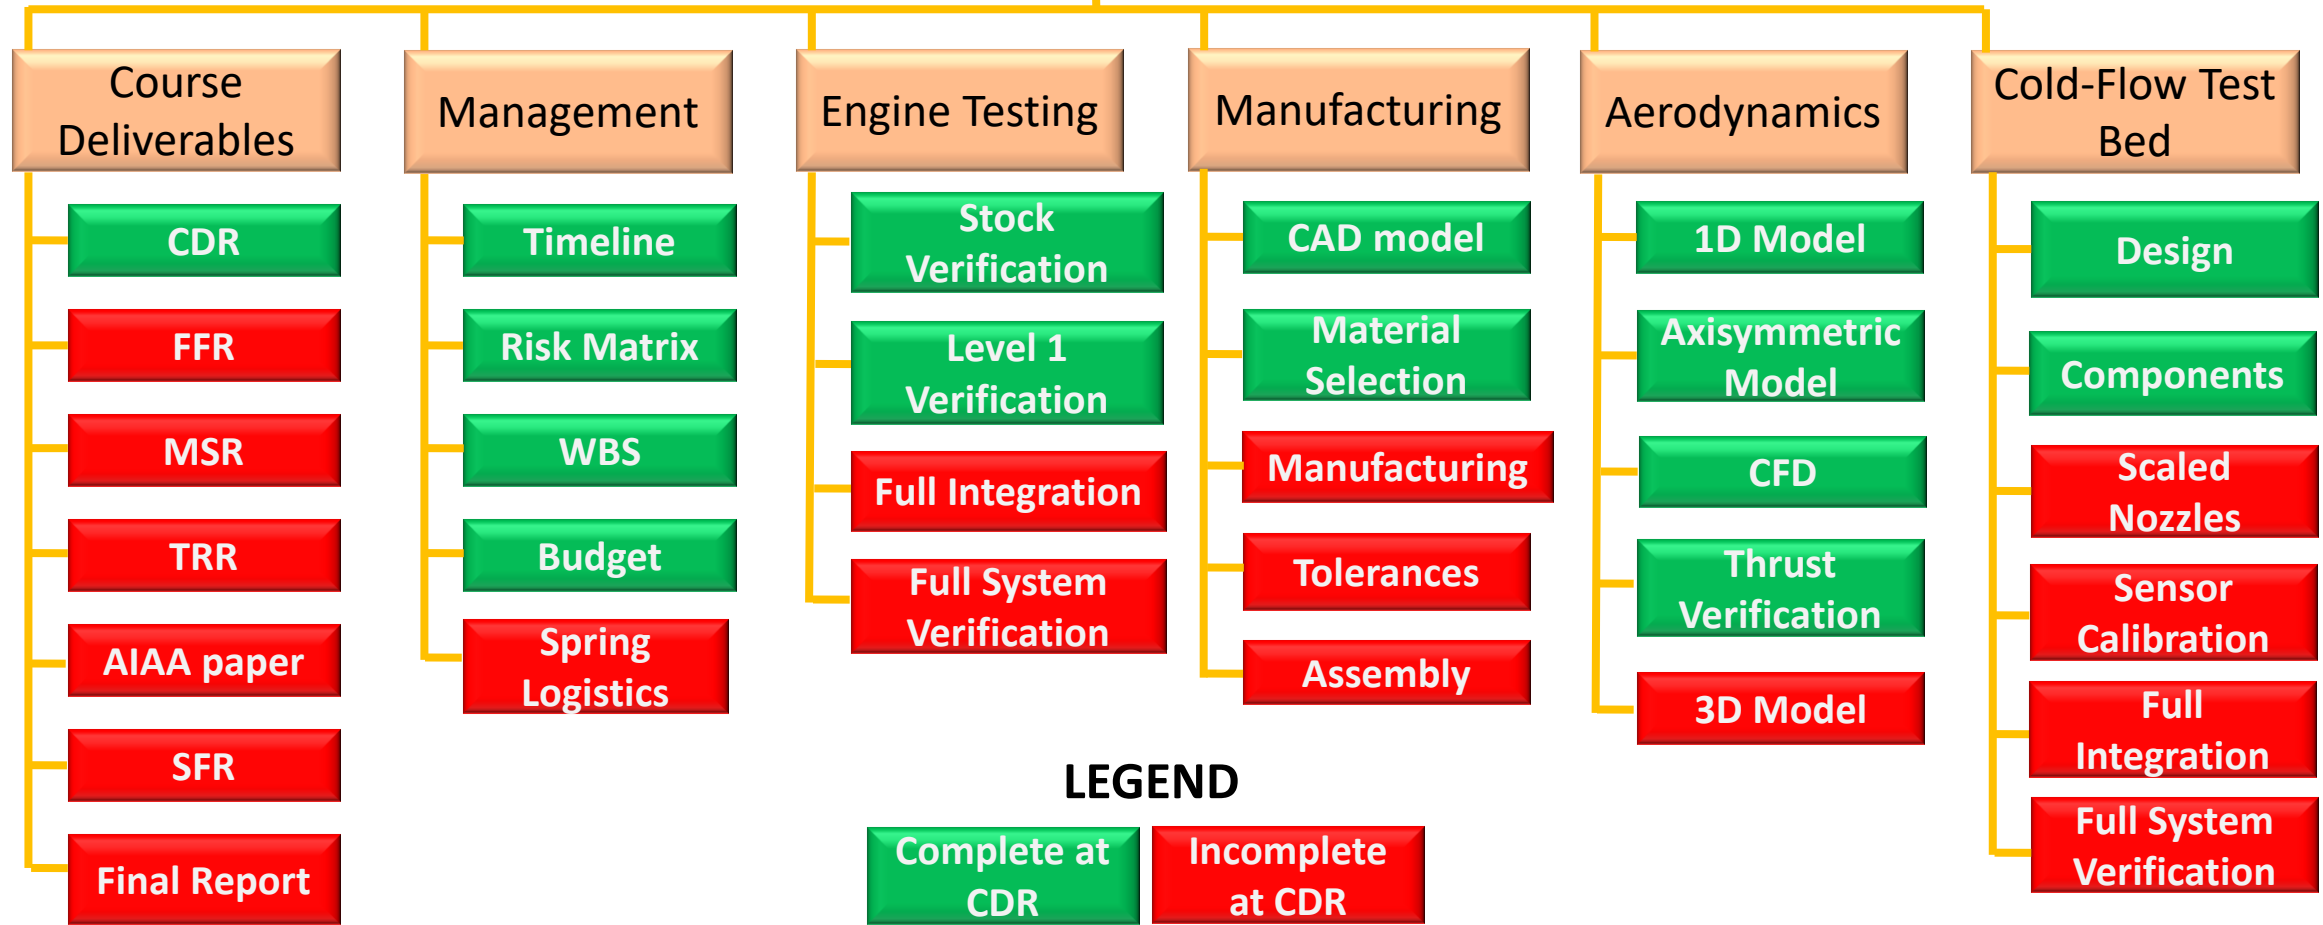 Course
Deliverables
CDR
FFR
MSR
TRR
AIAA paper
SFR
Final Report
Management
Timeline
Risk Matrix
WBS
Budget
Spring
Logistics
Engine Testing
Stock
Verification
Level 1
Verification
Full Integration
Full System
Verification
Manufacturing
CAD model
Material
Selection
Manufacturing
Tolerances
Assembly
Aerodynamics
1D Model
Axisymmetric
Model
CFD
Thrust
Verification
3D Model
Cold-Flow Test
Bed
Design
Components
Scaled
Nozzles
Sensor
Calibration
Full
Integration
Full System
Verification
LEGEND
Complete at
CDR
Incomplete
at CDR